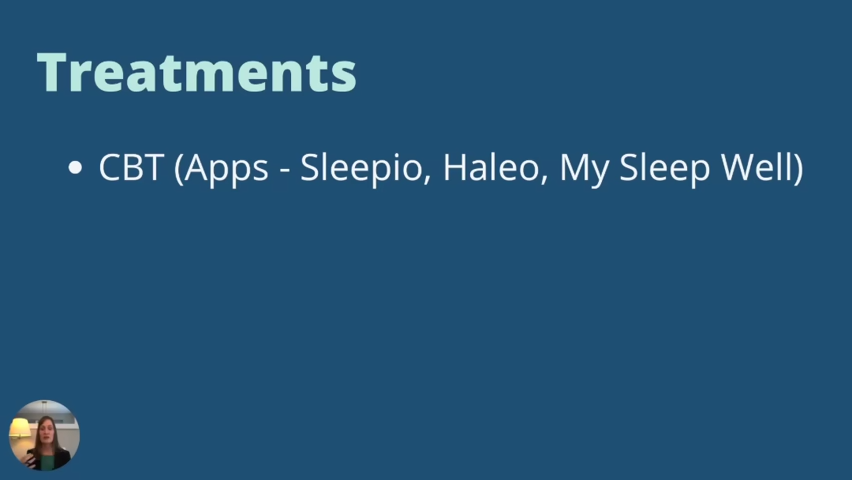 Treatments
• CBT (Apps - Sleepio, Haleo, My Sleep Well)